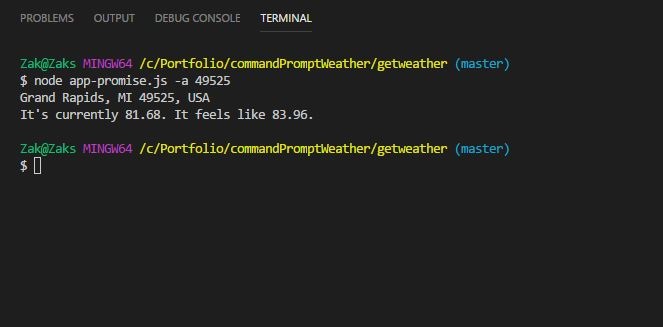 PROBLEMS OUTPUT DEBUG CONSOLE TERMINAL
Zak@Zaks MINGW64 /c/Portfolio/commandPromptWeather/getweather (master)
$ node app-promise.js -a 49525
Grand Rapids, MI 49525, USA
It's currently 81.68. It feels like 83.96.
Zak@Zaks MINGW64 /c/Portfolio/commandPromptWeather/getweather (master)
$